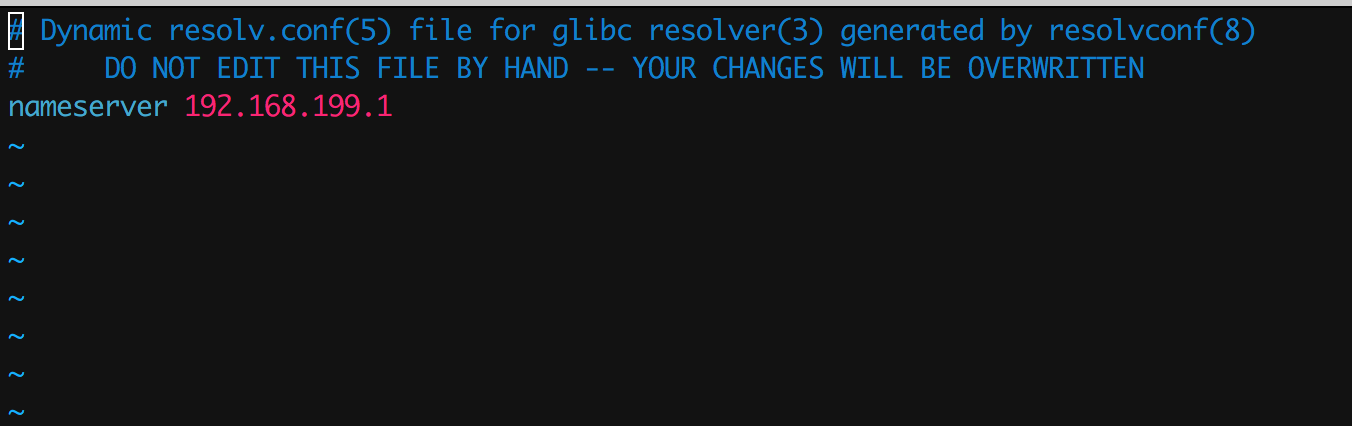 # Dynamic resolv.conf(5) file for glibc resolver(3) generated by resolvconf(8)
#     DO NOT EDIT THIS FILE BY HAND -- YOUR CHANGES WILL BE OVERWRITTEN
nameserver 192.168.199.1
~
~
~
~
~
~
~
~